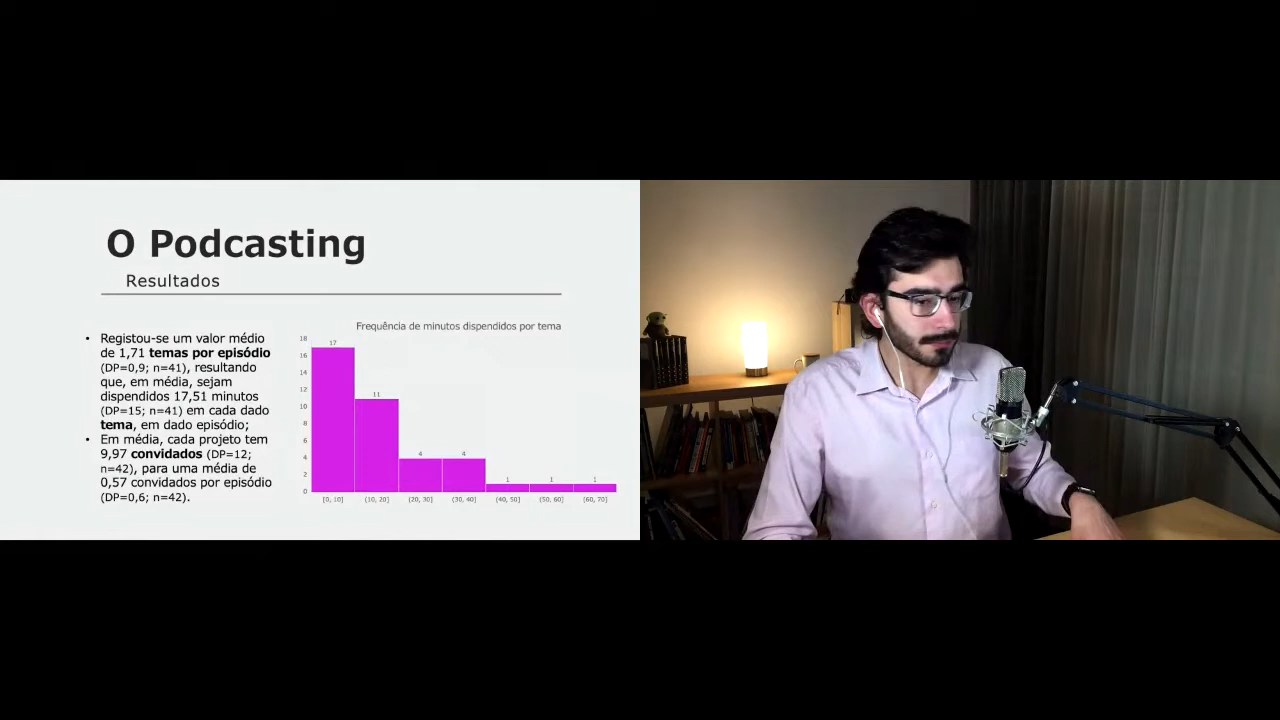 O Podcasting
Resultados
• Registou-se um valor médio
de 1,71 temas por episódio
(DP=0,9; n=41), resultando
que, em média, sejam
dispendidos 17,51 minutos
(DP=15; n=41) em cada dado
tema, em dado episódio;
• Em média, cada projeto tem
9,97 convidados (DP=12;
n=42), para uma média de
0,57 convidados por episódio
(DP=0,6; n=42).
Frequência de minutos dispendidos por tema
18
16
14
12
10
8
6
4
2
0
17
11
4
4
1
1
1
[0, 10]
(10, 20]
(20, 30]
(30, 40]
(40, 50]
(50, 60]
(60, 70]